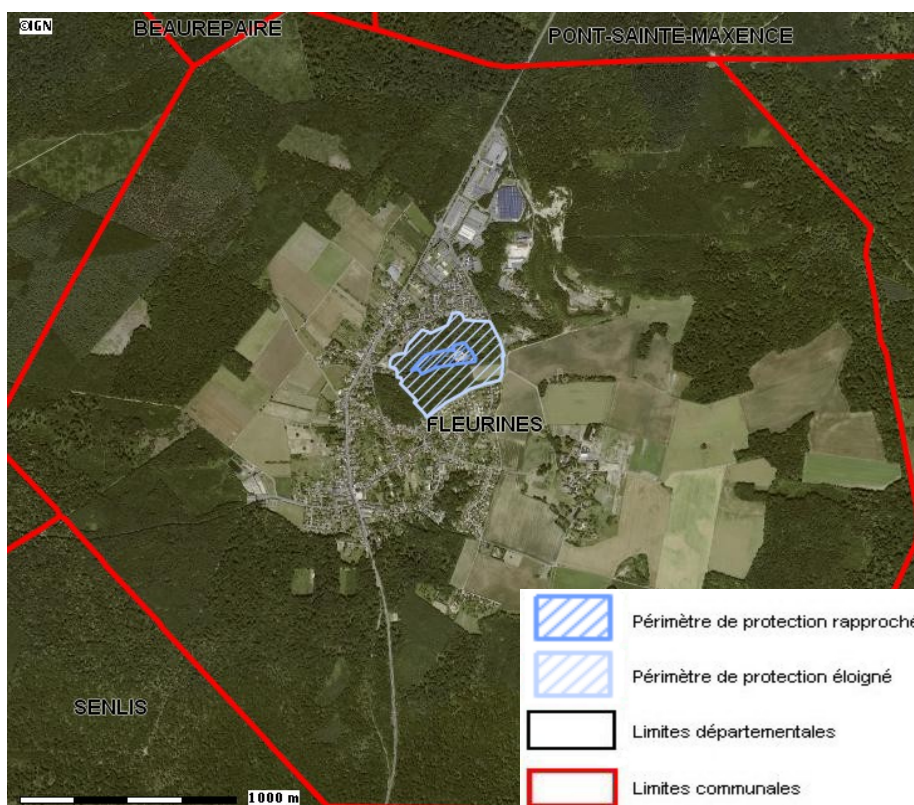 ©IGN
BEAUREPAIRE
PONT-SAINTE-MAXENCE
FLEURINES
SENLIS
1000 m
Périmètre de protection rapproché
Périmètre de protection éloigné
Limites départementales
Limites communales